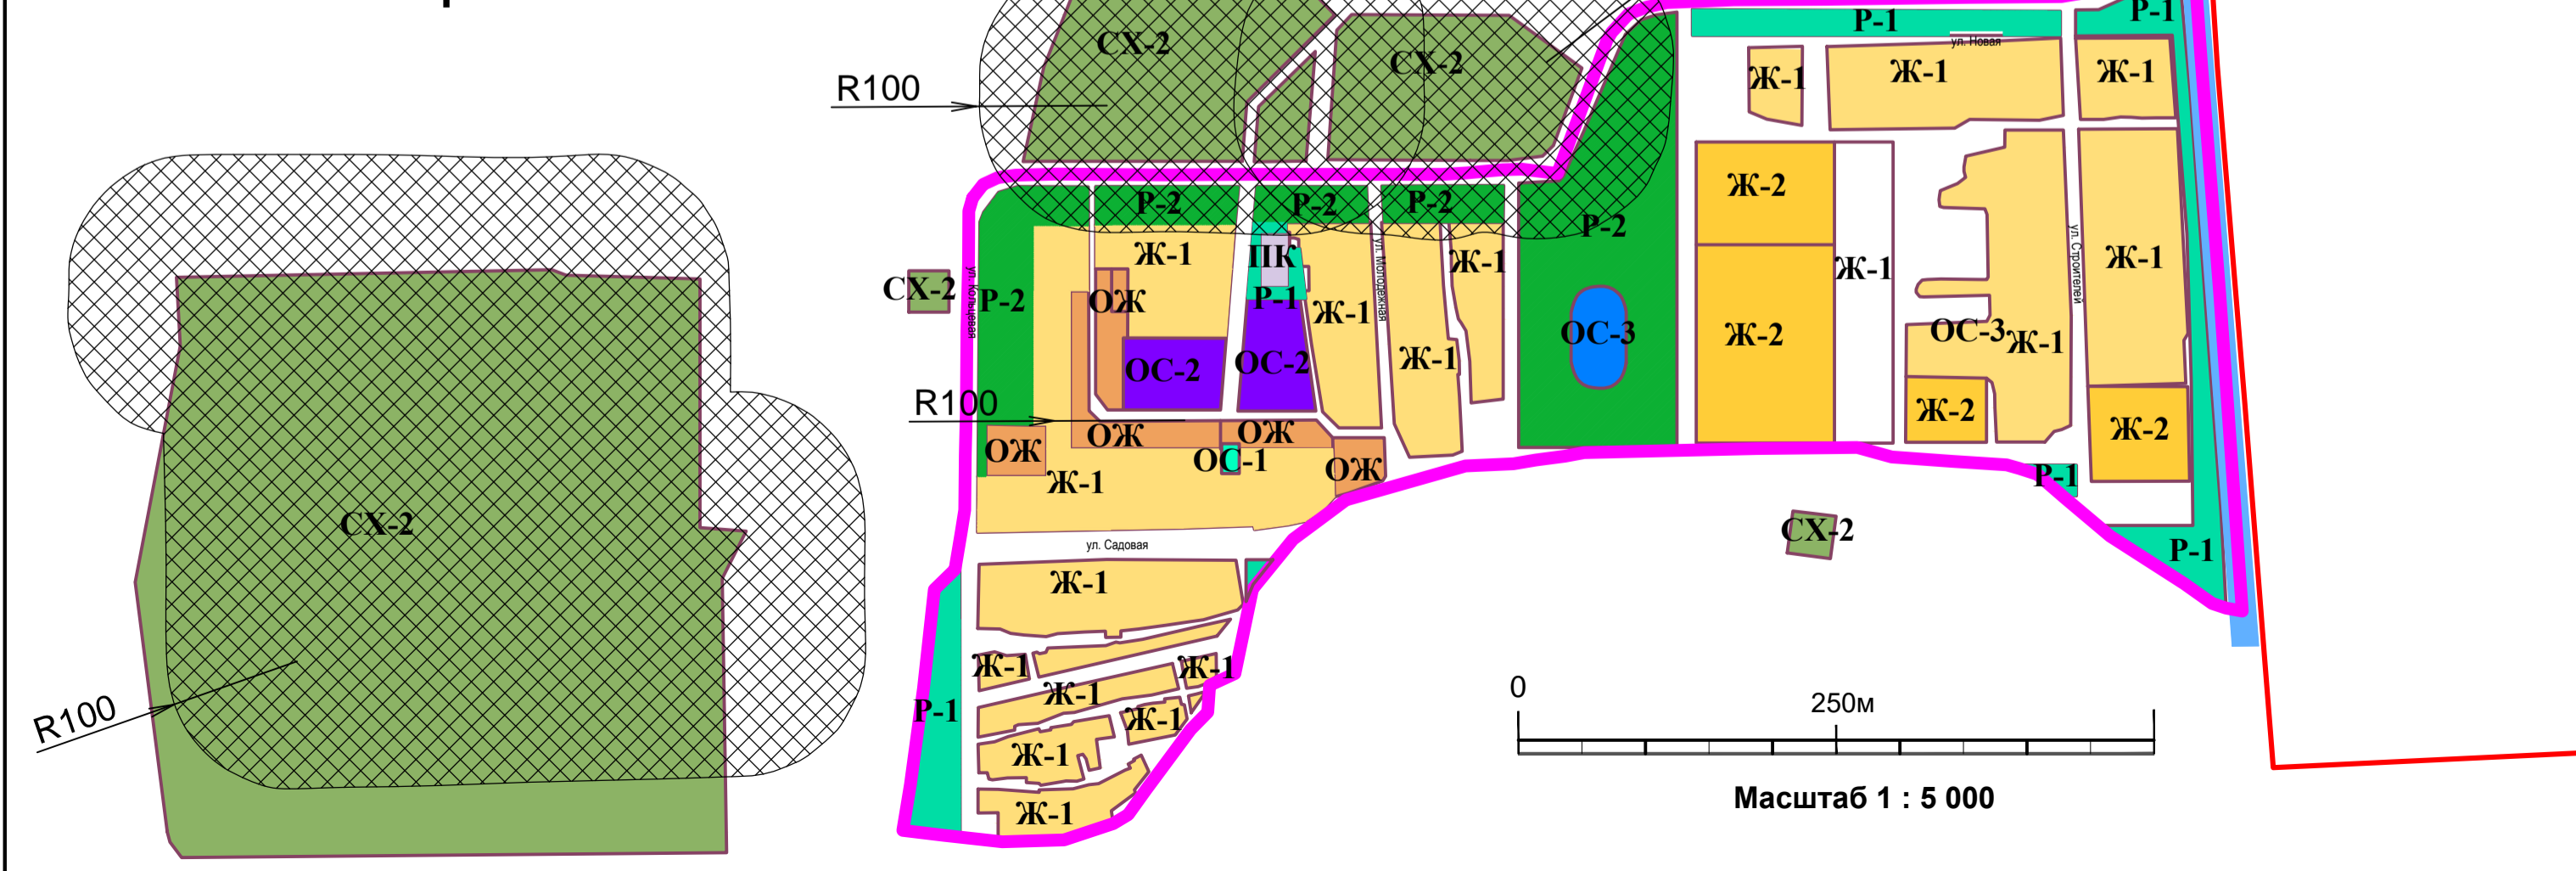 СХ-2
СХ-2
Р-1
Р-1
ул. Новая
R100
Ж-1
Ж-1
Ж-1
Ж-2
Р-2
Р-2
Р-2
Р-2
Ж-1
ПК
Ж-1
Ж-1
Ж-1
СХ-2
ул. Кольцевая
Р-2
ОЖ
Р-1
Ж-1
ул. Молодежная
ул. Строителей
ОС-3
Ж-2
ОС-3
Ж-1
ОС-2
ОС-2
Ж-1
R100
Ж-2
Ж-2
ОЖ
ОЖ
ОЖ
ОС-1
ОЖ
Ж-1
Р-1
СХ-2
СХ-2
ул. Садовая
Р-1
Ж-1
Ж-1
Ж-1
Ж-1
R100
Р-1
Ж-1
Ж-1
Ж-1
0
250м
Масштаб 1 : 5 000